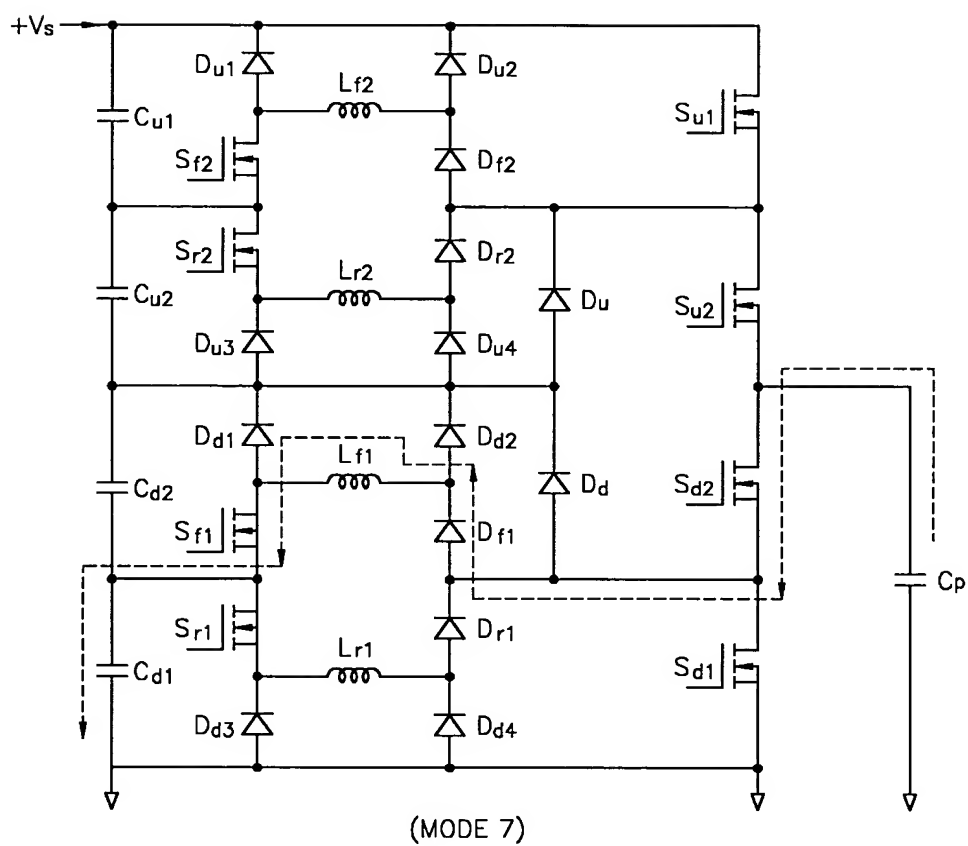 +Vs
Du1
Lf2
Du2
Cu1
Su1
Sf2
Df2
Sr2
Dr2
Lr2
Cu2
Du
Su2
Du3
Du4
Dd1
Lf1
Dd2
Cd2
Dd
Sd2
Sf1
Df1
Cp
Sr1
Dr1
Lr1
Sd1
Cd1
Dd3
Dd4
(MODE 7)